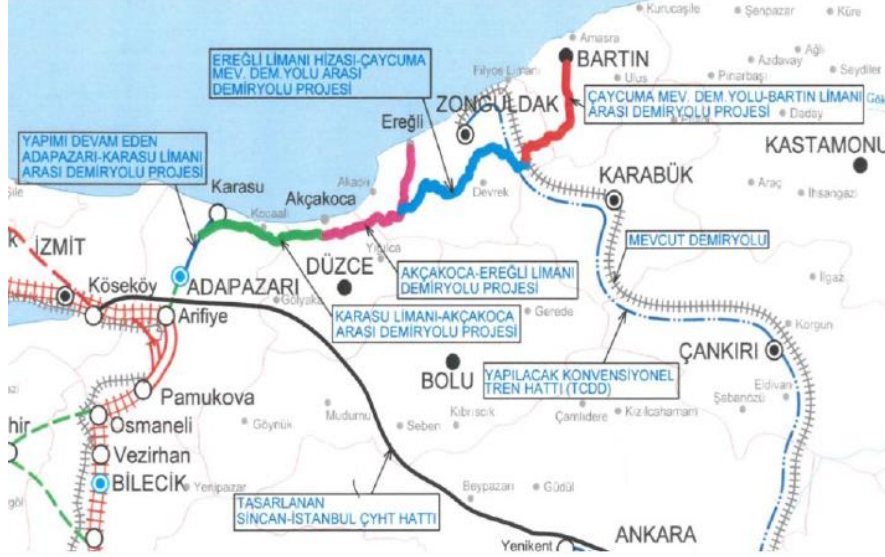 Kurucaşile
Şenpazar
Küre
Amasra
BARTIN
Ağlı
Azdavay
Seydiler
Ulus
Pınarbaşı
EREĞLİ LİMANI HİZASI-ÇAYCUMA
MEV. DEM.YOLU ARASI
DEMİRYOLU PROJESİ
Filyos Limanı
ZONGULDAK
ÇAYCUMA MEV. DEM.YOLU-BARTIN LİMANI
ARASI DEMİRYOLU PROJESİ
Daday
Ereğli
KASTAMONU
YAPIMI DEVAM EDEN
ADAPAZARI-KARASU LİMANI
ARASI DEMİRYOLU PROJESİ
Karasu
Akçakoca
Devrek
KARABÜK
Araç
İhsangazi
Kocaali
Yığılca
MEVCUT DEMİRYOLU
İZMİT
Köseköy
ADAPAZARI
DÜZCE
AKÇAKOCA-EREĞLİ LİMANI
DEMİRYOLU PROJESİ
Ilgaz
Gölyaka
Arifiye
KARASU LİMANI-AKÇAKOCA
ARASI DEMİRYOLU PROJESİ
Gerede
Korgun
ÇANKIRI
BOLU
YAPILACAK KONVENSİYONEL
TREN HATTI (TCDD)
Eldivan
Şabanözü
Pamukova
Osmaneli
Göynük
Mudurnu
Seben
Kıbrıscık
Çamlıdere
Kızılcahamam
hir
Vezirhan
BİLECİK
Yenipazar
göl
TASARLANAN
SİNCAN-İSTANBUL ÇYHT HATTI
Beypazarı
Güdül
Yenikent
ANKARA